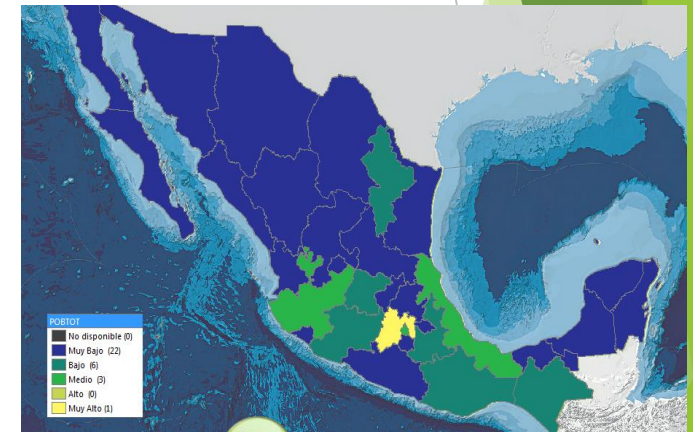 POBTOT
No disponible (0)
Muy Bajo (22)
Bajo (6)
Medio (3)
Alto (0)
Muy Alto (1)